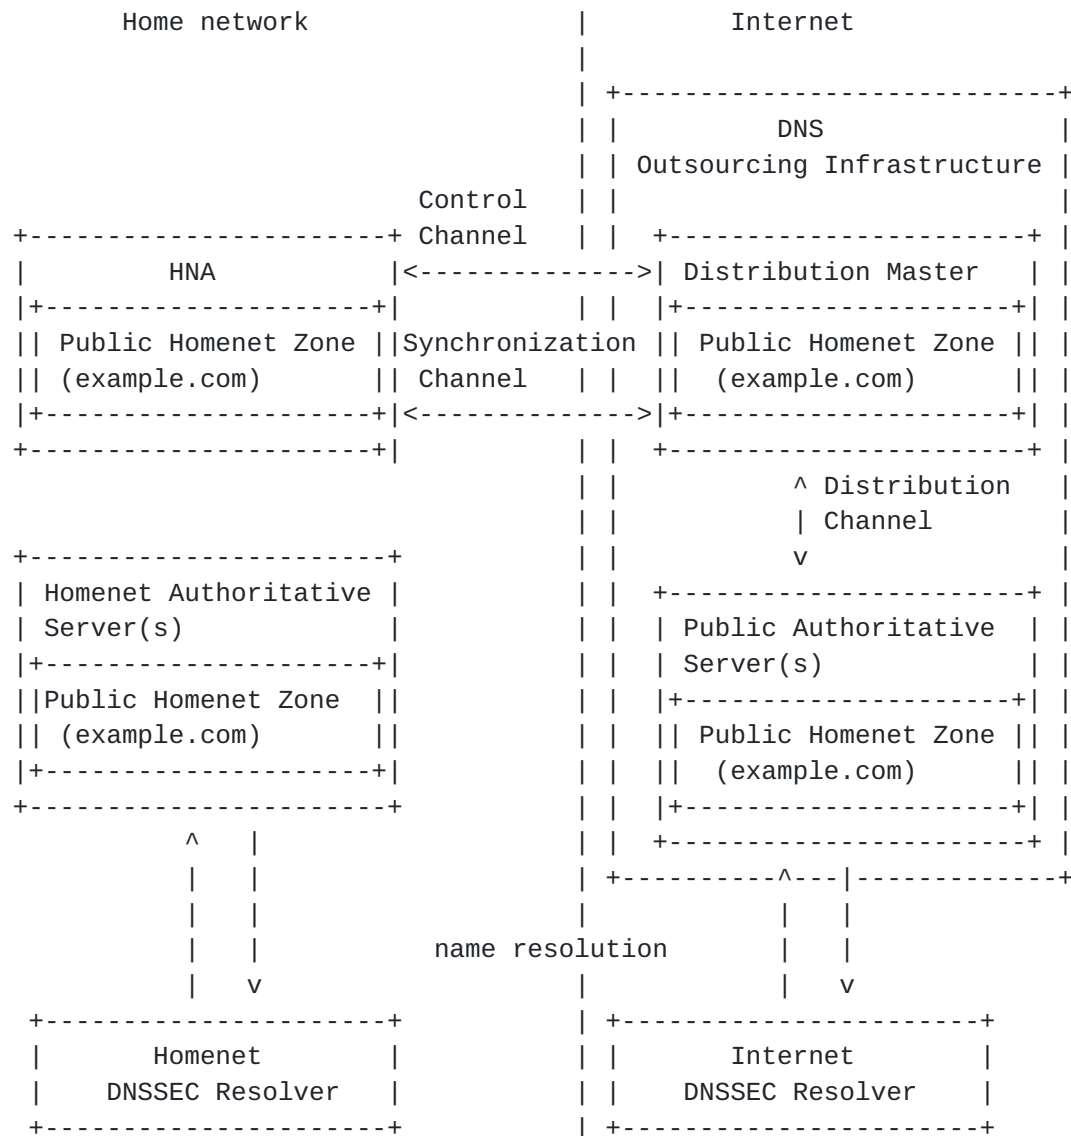 Home network | Internet
|
| +----------------------------+
| | DNS |
| | Outsourcing Infrastructure |
Control | | |
+-----------------------+ Channel | | +-----------------------+ |
| HNA |<-------------->| Distribution Master | |
|+---------------------+| | | |+---------------------+| |
|| Public Homenet Zone ||Synchronization || Public Homenet Zone || |
|| (example.com) || Channel | | || (example.com) || |
|+---------------------+|<-------------->|+---------------------+| |
+----------------------+| | | +-----------------------+ |
| | ^ Distribution |
| | | Channel |
+-----------------------+ | | v |
| Homenet Authoritative | | | +-----------------------+ |
| Server(s) | | | | Public Authoritative | |
|+---------------------+| | | | Server(s) | |
||Public Homenet Zone || | | |+---------------------+| |
|| (example.com) || | | || Public Homenet Zone || |
|+---------------------+| | | || (example.com) || |
+-----------------------+ | | |+---------------------+| |
^ | | | +-----------------------+ |
| | | +----------^---|-------------+
| | | | |
| | name resolution | |
| v | | v
+----------------------+ | +-----------------------+
| Homenet | | | Internet |
| DNSSEC Resolver | | | DNSSEC Resolver |
+----------------------+ | +-----------------------+